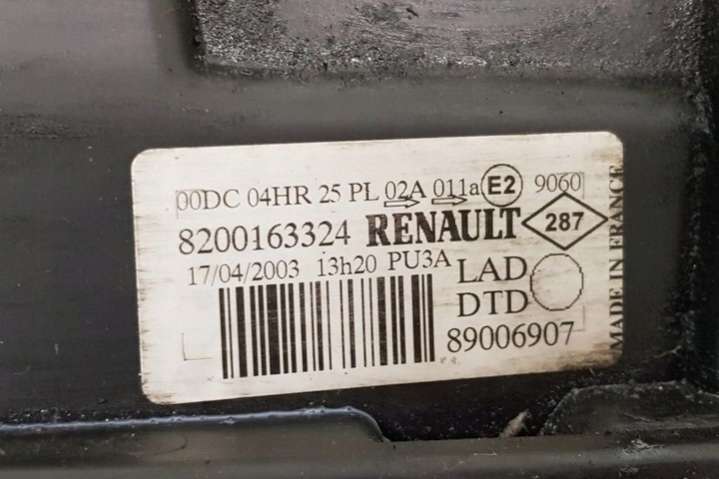 00DC 04HR 25 PL 02A 011a E2 9060
8200163324 RENAULT 287
17/04/2003 13h20 PU3A LAD
DTD
89006907
MADE IN FRANCE